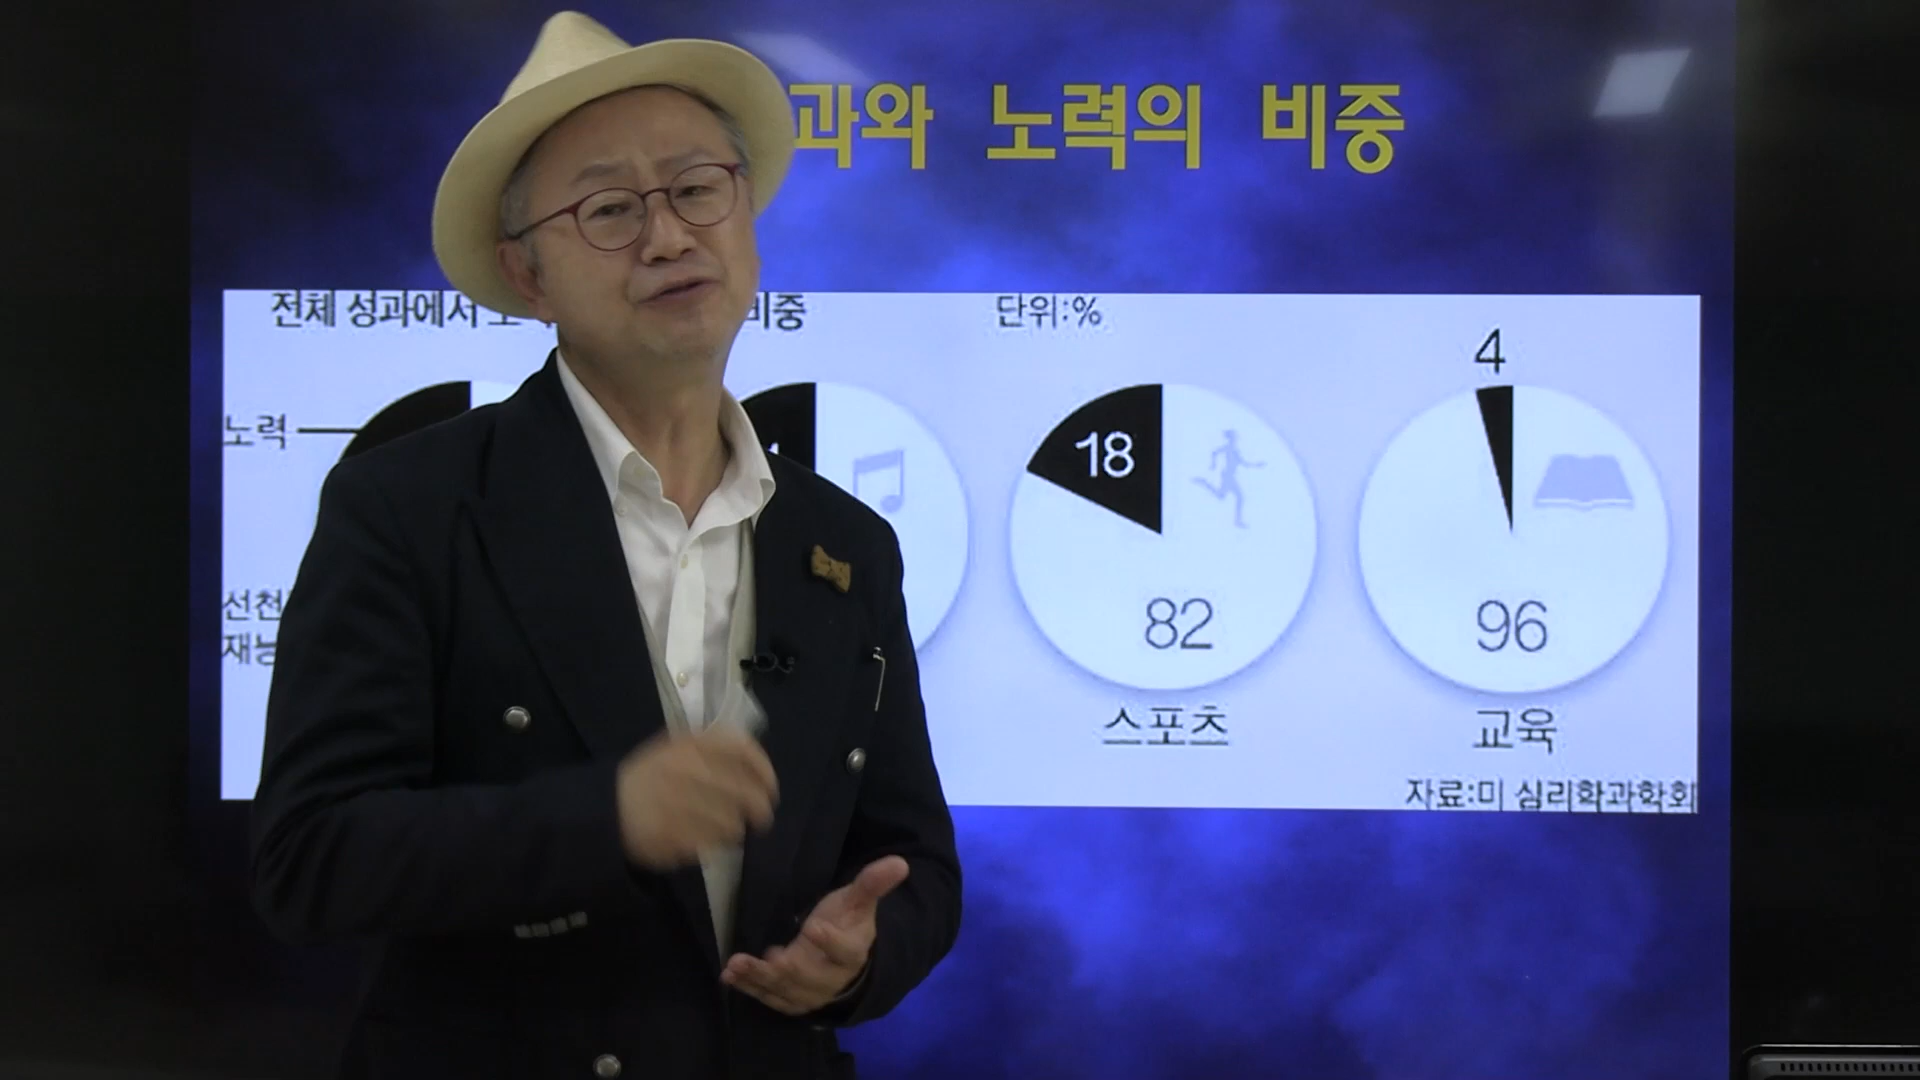 과와 노력의 비중
전체 성과에서 비중 단위:%
4
노력
18
선천
재능
82
96
스포츠
교육
자료:미 심리학과학회